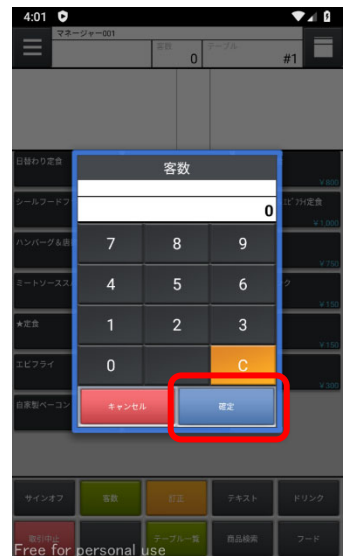 4:01
マネージャー001
客数
テーブル
0
#1
日替わり定食
¥800
客数
シーフードフ
ｴﾋﾞﾌﾗｲ定食
0
¥1,000
ハンバーグ&唐
7
8
9
¥750
ミートソースス
4
5
6
ク
¥150
★定食
1
2
3
¥150
エビフライ
0
C
¥300
自家製ベーコン
キャンセル
確定
サインオフ
客数
訂正
テキスト
ドリンク
取引中止
テーブル一覧
商品検索
フード
Free for personal use